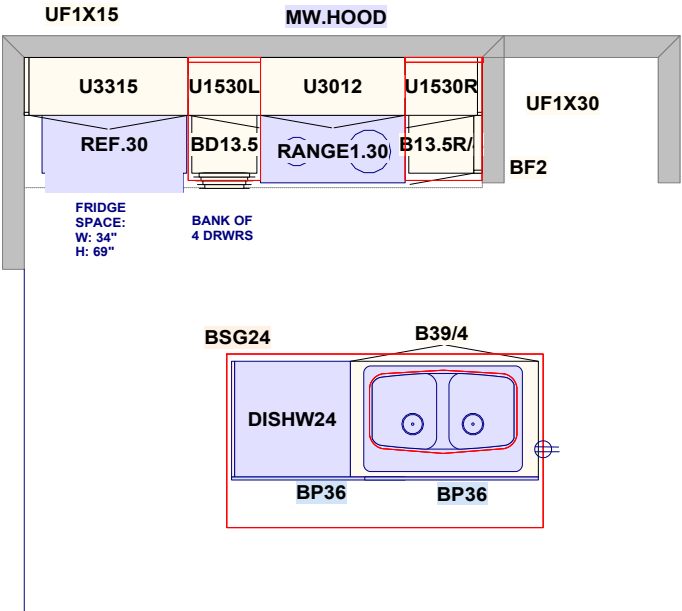 UF1X15
MW.HOOD
U3315
U1530L
U3012
U1530R
UF1X30
REF.30
BD13.5
RANGE1.30
B13.5R/
BF2
FRIDGE
SPACE:
W: 34"
H: 69"
BANK OF
4 DRWRS
BSG24
B39/4
DISHW24
BP36
BP36